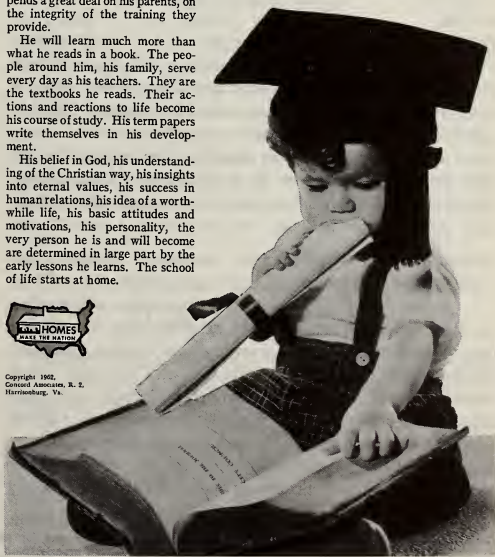 pends a great deal on his parents, on
the integrity of the training they
provide.
He will learn much more than
what he reads in a book. The peo-
ple around him, his family, serve
every day as his teachers. They are
the textbooks he reads. Their ac-
tions and reactions to life become
his course of study. His term papers
write themselves in his develop-
ment.
His belief in God, his understand-
ing of the Christian way, his insights
into eternal values, his success in
human relations, his idea of a worth-
while life, his basic attitudes and
motivations, his personality, the
very person he is and will become
are determined in large part by the
early lessons he learns. The school
of life starts at home.
HOMES
MAKE THE NATION
Copyright 1962,
Concord Associates, R. 2,
Harrisonburg, Va.